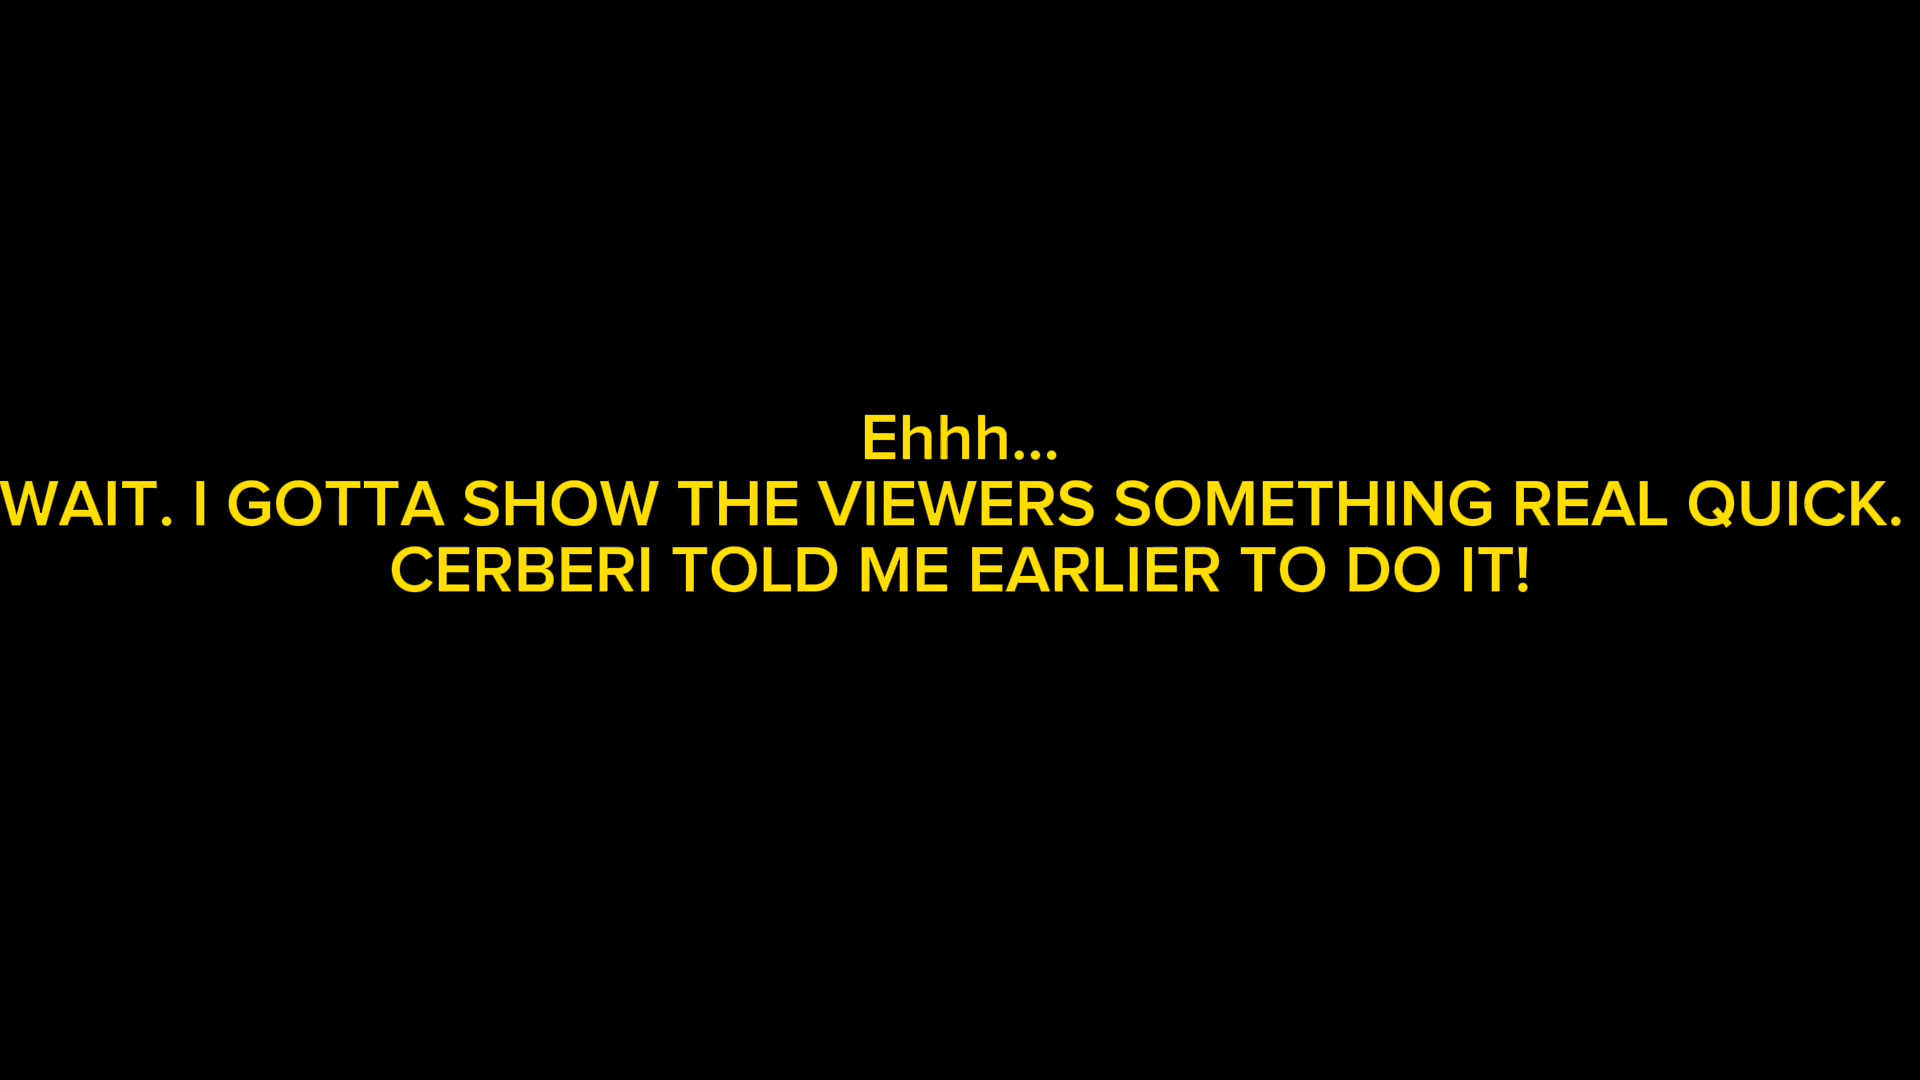 Ehhh...
WAIT. I GOTTA SHOW THE VIEWERS SOMETHING REAL QUICK.
CERBERI TOLD ME EARLIER TO DO IT!